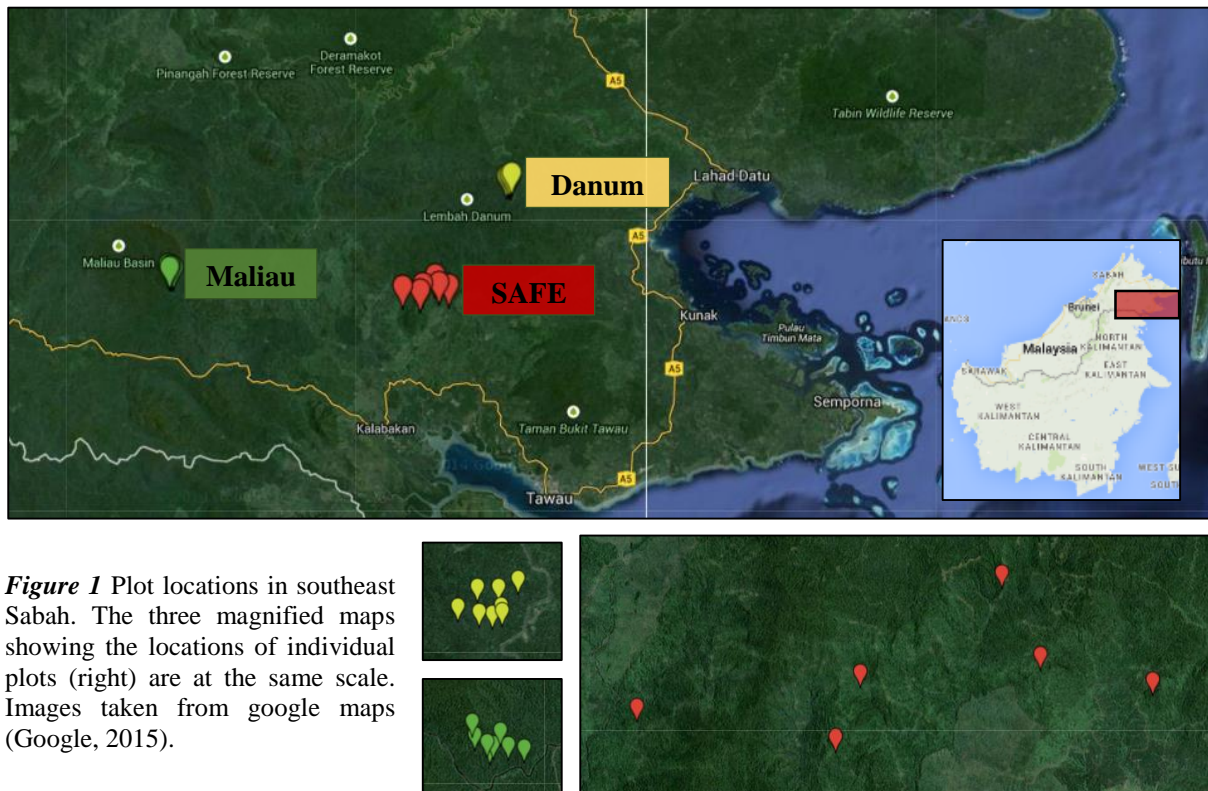 Deramakot
Forest Reserve
Pinangah Forest Reserve
A5
Tabin Wildlife Reserve
Danum
Lahad Datu
Lembah Danum
A5
Maliau Basin
Maliau
SAFE
Kunak
Pulau
Timbun Mata
A5
Semporna
Kalabakan
Taman Bukit Tawau
A5
Tawau
Brunei
Malaysia
NORTH
KALIMANTAN
SARAWAK
EAST
KALIMANTAN
WEST
KALIMANTAN
CENTRAL
KALIMANTAN
SOUTH
KALIMANTAN
Figure 1 Plot locations in southeast
Sabah. The three magnified maps
showing the locations of individual
plots (right) are at the same scale.
Images taken from google maps
(Google, 2015).